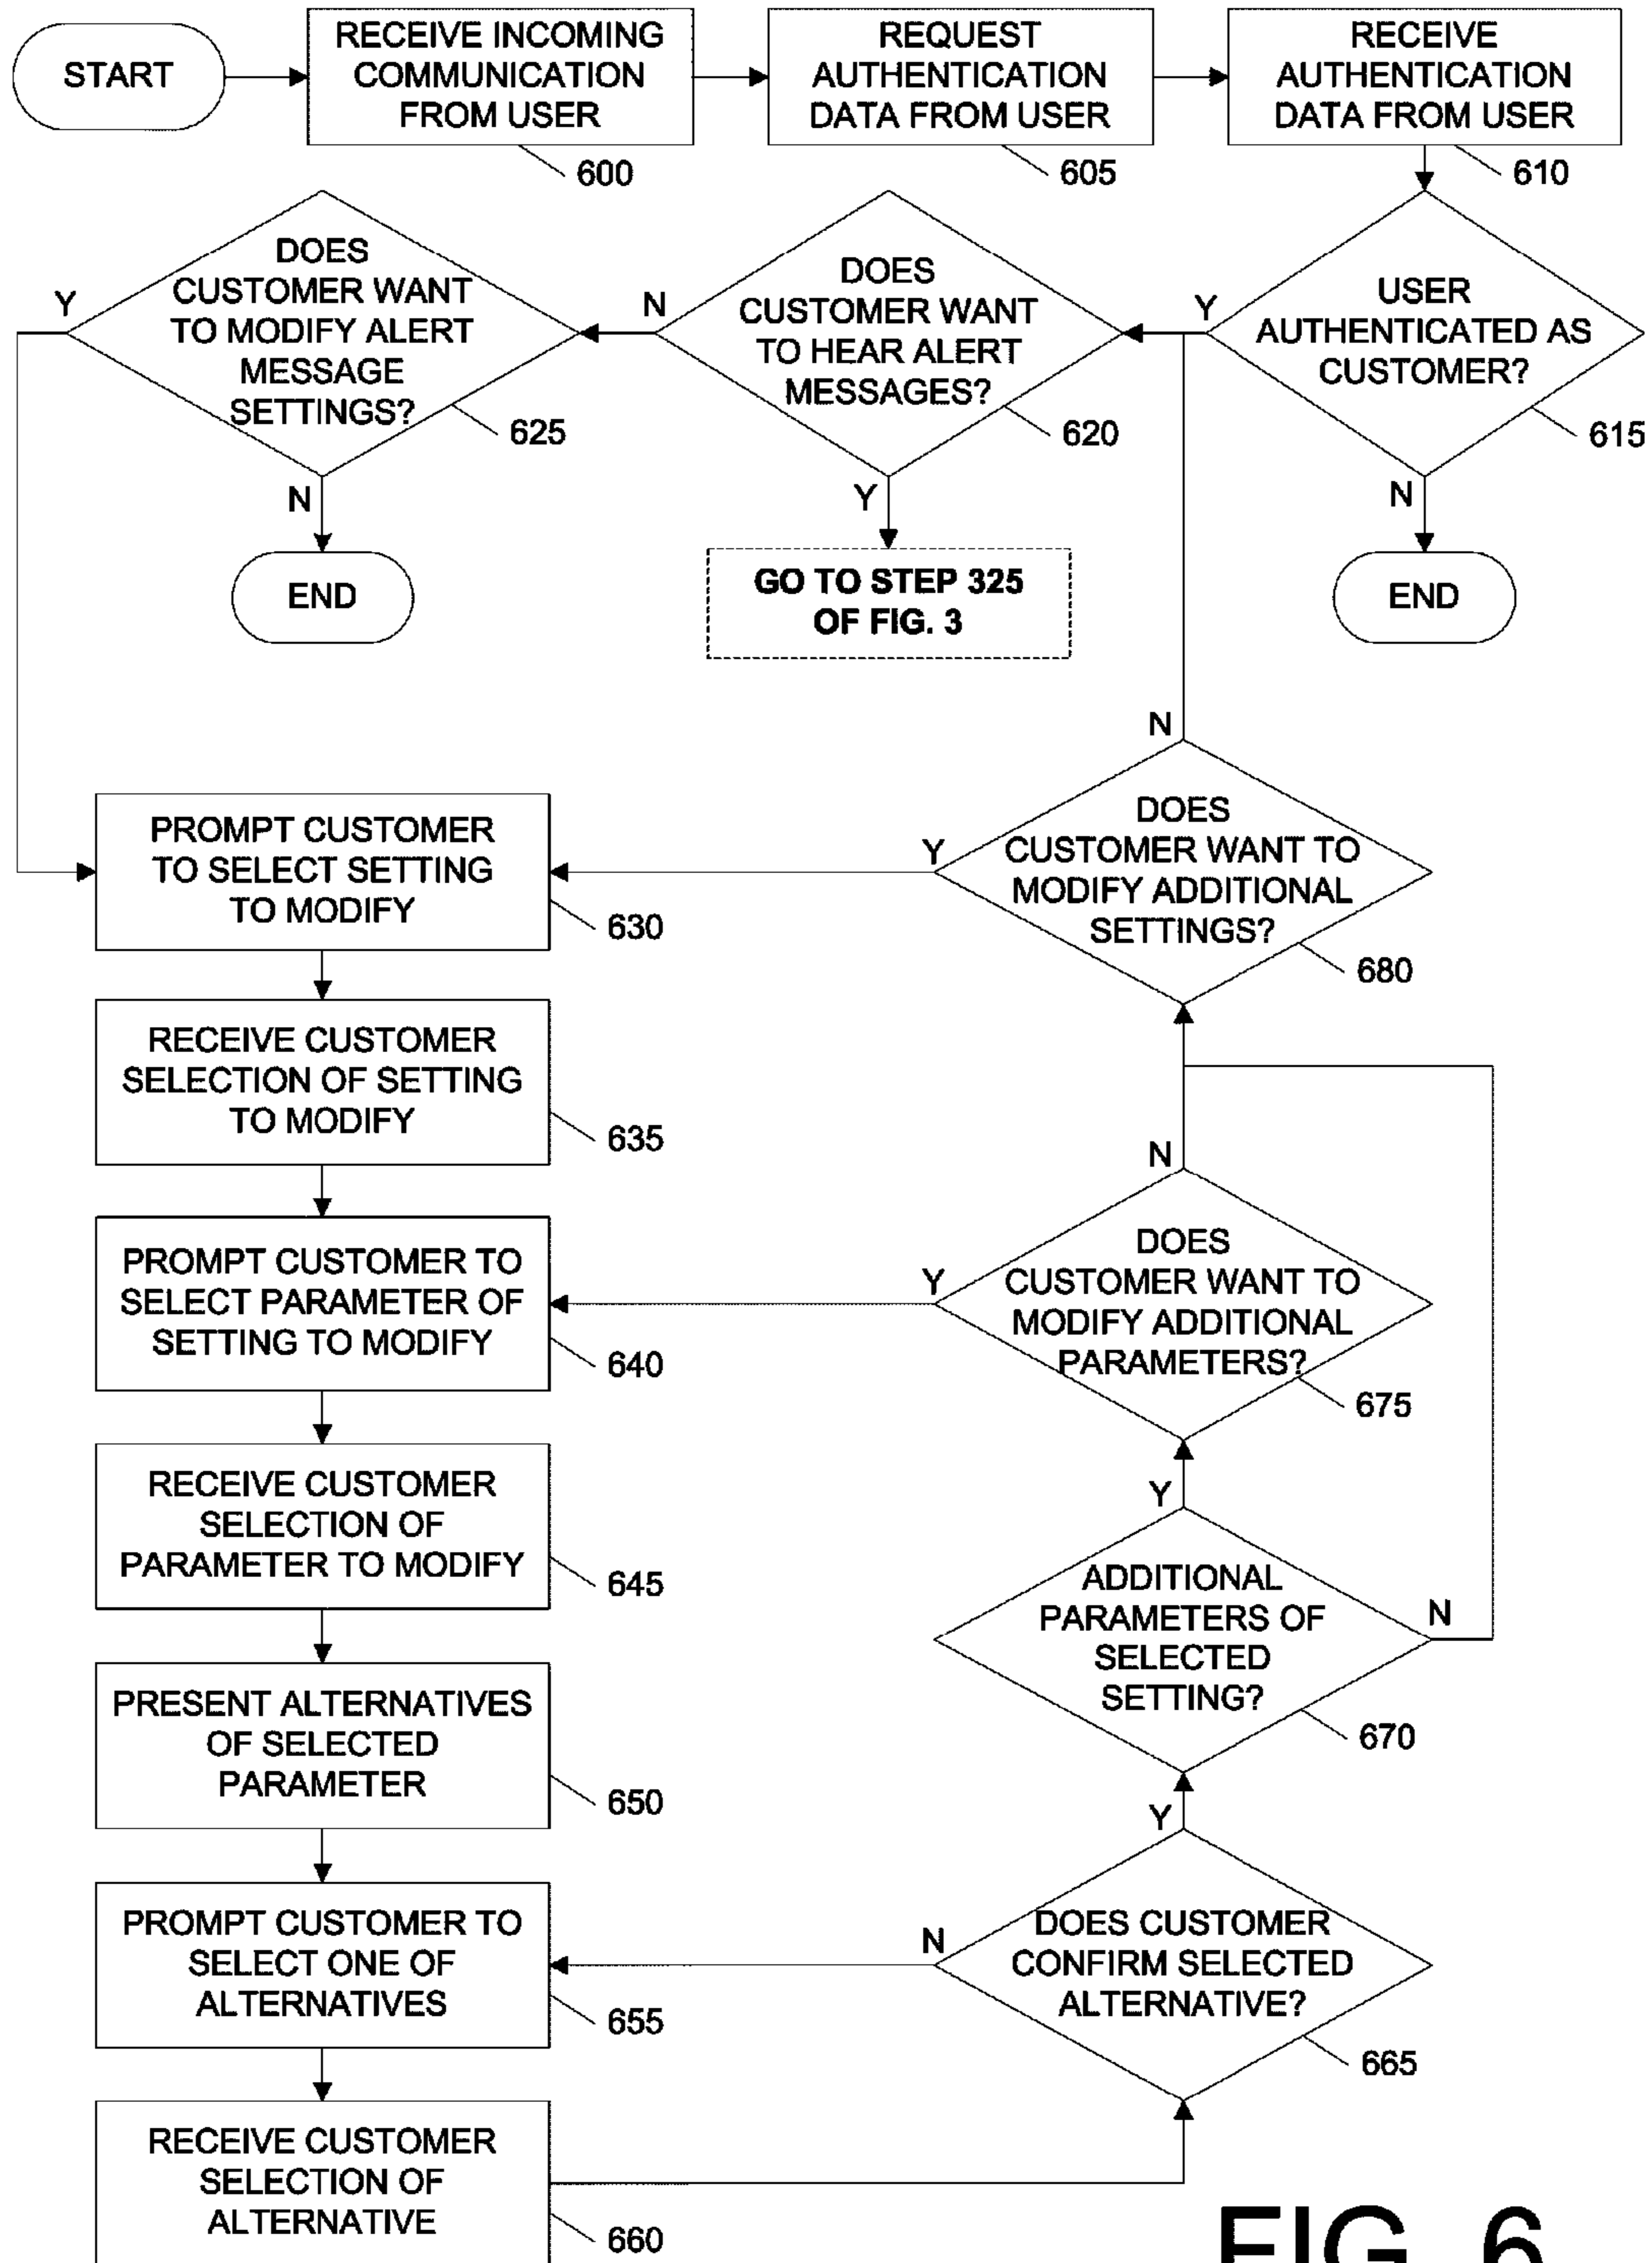 START
RECEIVE INCOMING
COMMUNICATION
FROM USER
600
REQUEST
AUTHENTICATION
DATA FROM USER
605
RECEIVE
AUTHENTICATION
DATA FROM USER
610
USER
AUTHENTICATED AS
CUSTOMER?
615
Y
N
END
DOES
CUSTOMER WANT
TO HEAR ALERT
MESSAGES?
620
N
Y
GO TO STEP 325
OF FIG. 3
DOES
CUSTOMER WANT
TO MODIFY ALERT
MESSAGE
SETTINGS?
625
Y
N
END
PROMPT CUSTOMER
TO SELECT SETTING
TO MODIFY
630
RECEIVE CUSTOMER
SELECTION OF SETTING
TO MODIFY
635
PROMPT CUSTOMER TO
SELECT PARAMETER OF
SETTING TO MODIFY
640
RECEIVE CUSTOMER
SELECTION OF
PARAMETER TO MODIFY
645
PRESENT ALTERNATIVES
OF SELECTED
PARAMETER
650
PROMPT CUSTOMER TO
SELECT ONE OF
ALTERNATIVES
655
RECEIVE CUSTOMER
SELECTION OF
ALTERNATIVE
660
DOES CUSTOMER
CONFIRM SELECTED
ALTERNATIVE?
665
N
Y
ADDITIONAL
PARAMETERS OF
SELECTED
SETTING?
670
N
Y
DOES
CUSTOMER WANT TO
MODIFY ADDITIONAL
PARAMETERS?
675
Y
N
DOES
CUSTOMER WANT TO
MODIFY ADDITIONAL
SETTINGS?
680
Y
N
FIG. 6